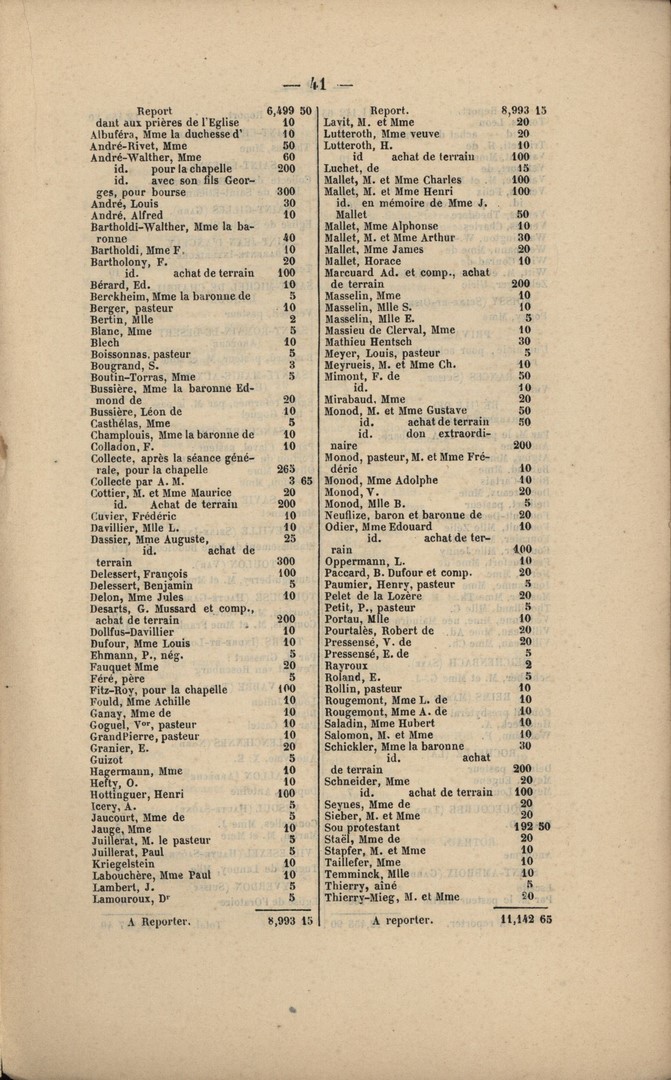 — 41 —
Report 6,499 50
dant aux prières de l'Eglise 10
Albuféra, Mme la duchesse d' 10
André-Rivet, Mme 50
André-Walther, Mme 60
id. pour la chapelle 200
id. avec son fils Geor-
ges, pour bourse 300
André, Louis 30
André, Alfred 10
Bartholdi-Walther, Mme la ba-
ronne 40
Bartholdi, Mme F. 10
Bartholony, F. 20
id. achat de terrain 100
Bérard, Ed. 10
Berckheim, Mme la baronne de 5
Berger, pasteur 10
Bertin, Mlle 2
Blanc, Mme 5
Blech 10
Boissonnas, pasteur 5
Bougrand, S. 3
Boutin-Torras, Mme 5
Bussière, Mme la baronne Ed-
mond de 20
Bussière, Léon de 10
Casthélas, Mme 5
Champlouis, Mme la baronne de 10
Colladon, F. 10
Collecte, après la séance géné-
rale, pour la chapelle 265
Collecte par A. M. 3 65
Cottier, M. et Mme Maurice 20
id. Achat de terrain 200
Cuvier, Frédéric 10
Davillier, Mlle L. 10
Dassier, Mme Auguste, 25
id. achat de
terrain 300
Delessert, François 100
Delessert, Benjamin 5
Delon, Mme Jules 10
Desarts, G. Mussard et comp.,
achat de terrain 200
Dollfus-Davillier 10
Dufour, Mme Louis 10
Ehmann, P., nég. 5
Fauquet Mme 20
Féré, père 5
Fitz-Roy, pour la chapelle 100
Fould, Mme Achille 10
Ganay, Mme de 10
Goguel, Vor, pasteur 10
GrandPierre, pasteur 10
Granier, E. 20
Guizot 5
Hagermann, Mme 10
Hefty, O. 10
Hottinguer, Henri 100
Icery, A. 5
Jaucourt, Mme de 5
Jauge, Mme 10
Juillerat, M. le pasteur 5
Juillerat, Paul 5
Kriegelstein 10
Labouchère, Mme Paul 10
Lambert, J. 5
Lamouroux, Dr 5
A Reporter. 8,993 15
Report. 8,993 15
Lavit, M. et Mme 20
Lutteroth, Mme veuve 20
Lutteroth, H. 10
id achat de terrain 100
Luchet, de 15
Mallet, M. et Mme Charles 100
Mallet, M. et Mme Henri 100
id. en mémoire de Mme J.
Mallet 50
Mallet, Mme Alphonse 10
Mallet, M. et Mme Arthur 30
Mallet, Mme James 20
Mallet, Horace 10
Marcuard Ad. et comp., achat
de terrain 200
Masselin, Mme 10
Masselin, Mlle S. 10
Masselin, Mlle E. 5
Massieu de Clerval, Mme 10
Mathieu Hentsch 30
Meyer, Louis, pasteur 5
Meyrueis, M. et Mme Ch. 10
Mimont, F. de 50
id. 10
Mirabaud, Mme 20
Monod, M. et Mme Gustave 50
id. achat de terrain 50
id. don extraordi-
naire 200
Monod, pasteur, M. et Mme Fré-
déric 10
Monod, Mme Adolphe 10
Monod, V. 20
Monod, Mlle B. 5
Neuflize, baron et baronne de 20
Odier, Mme Edouard 10
id. achat de ter-
rain 100
Oppermann, L. 10
Paccard, B. Dufour et comp. 20
Paumier, Henry, pasteur 5
Pelet de la Lozère 20
Petit, P., pasteur 5
Portau, Mlle 10
Pourtalès, Robert de 20
Pressensé, V. de 20
Pressensé, E. de 5
Rayroux 2
Roland, E. 5
Rollin, pasteur 10
Rougemont, Mme L. de 10
Rougemont, Mme A. de 10
Saladin, Mme Hubert 10
Salomon, M. et Mme 10
Schickler, Mme la baronne 30
id. achat
de terrain 200
Schneider, Mme 20
id. achat de terrain 100
Seynes, Mme de 20
Sieber, M. et Mme 20
Sou protestant 192 50
Staël, Mme de 20
Stapfer, M. et Mme 10
Taillefer, Mme 10
Temminck, Mlle 10
Thierry, aîné 5
Thierry-Mieg, M. et Mme 20
A reporter. 11,142 65